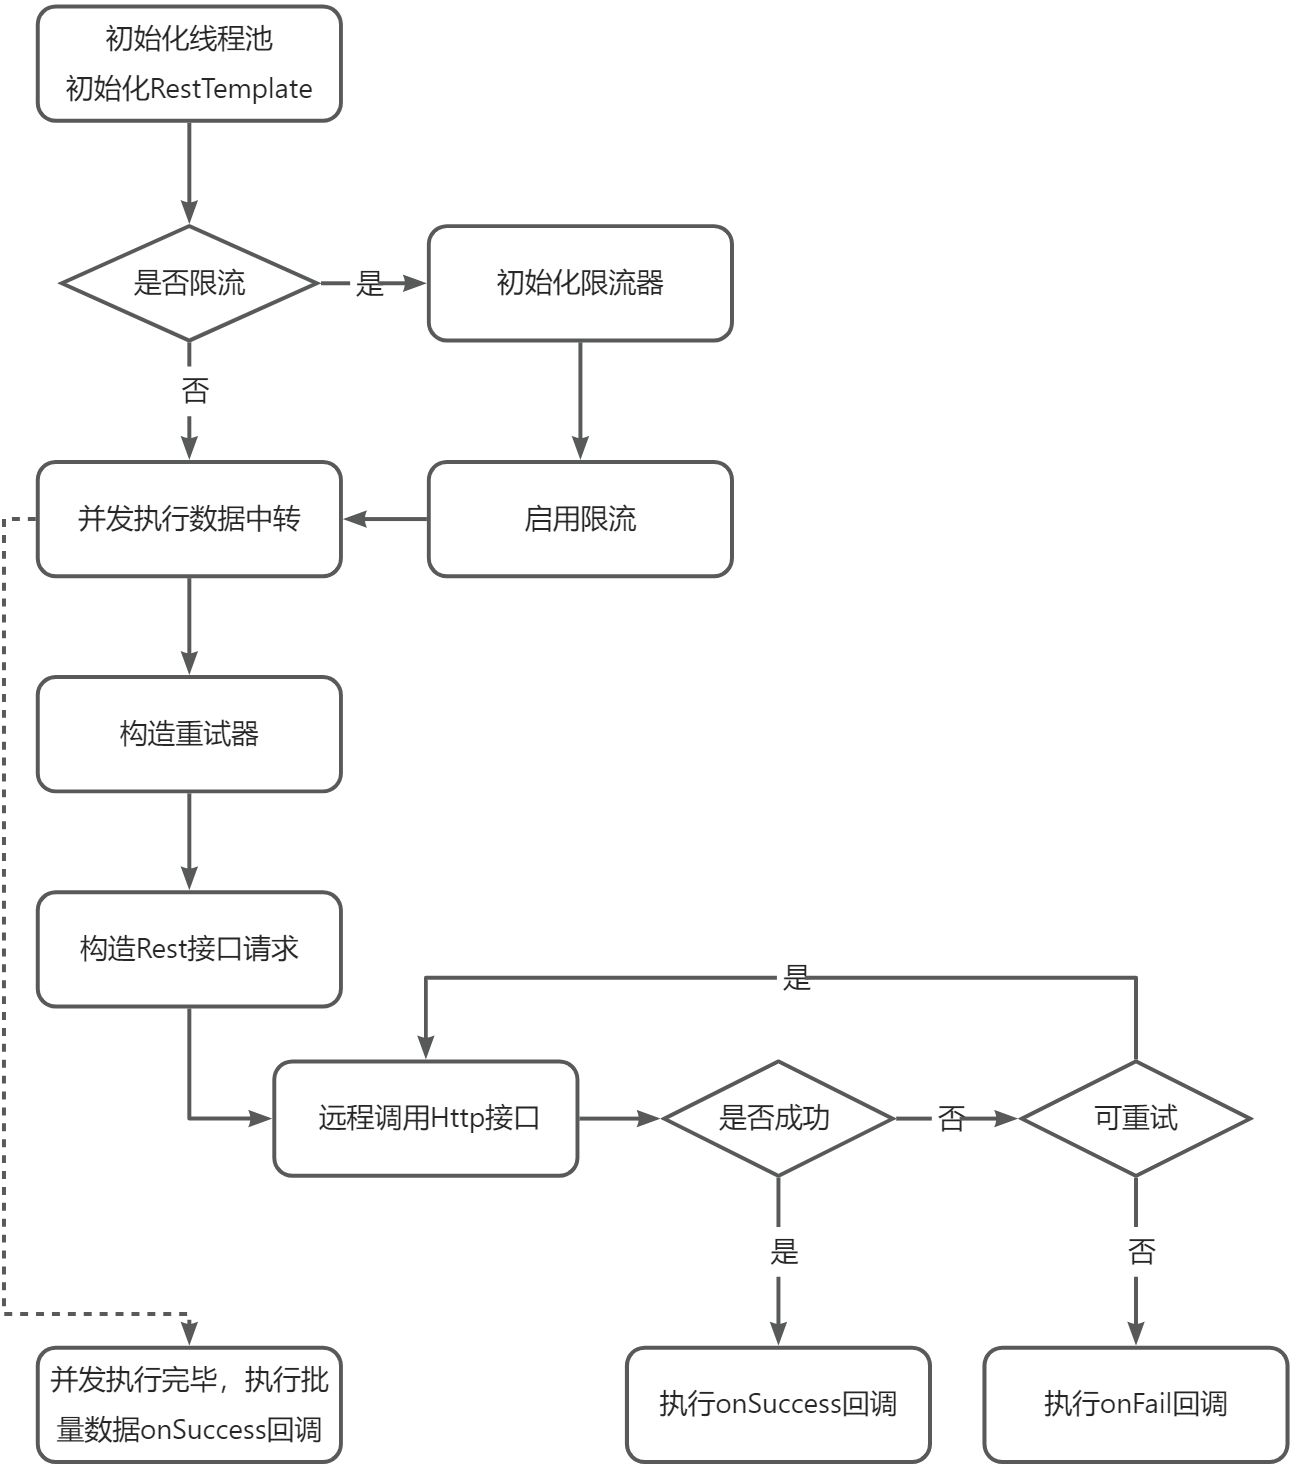 初始化线程池
初始化RestTemplate
是否限流
是
初始化限流器
否
并发执行数据中转
启用限流
构造重试器
构造Rest接口请求
是
远程调用Http接口
是否成功
否
可重试
是
否
并发执行完毕，执行批
量数据onSuccess回调
执行onSuccess回调
执行onFail回调